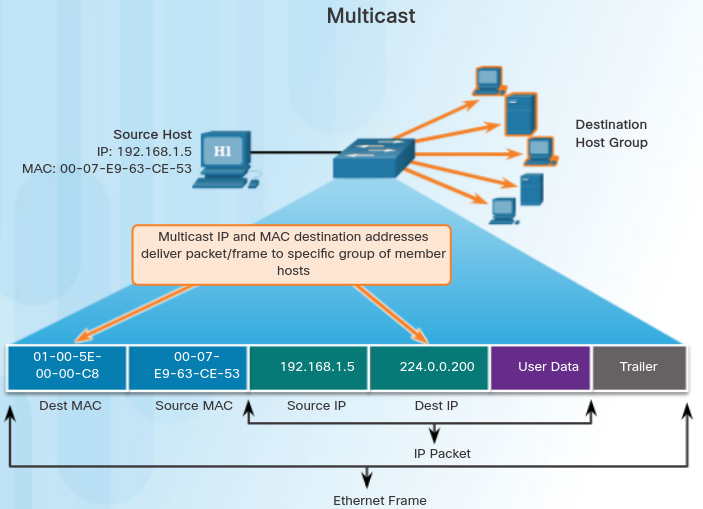 Multicast
Source Host
IP: 192.168.1.5
MAC: 00-07-E9-63-CE-53
H1
Destination
Host Group
Multicast IP and MAC destination addresses
deliver packet/frame to specific group of member
hosts
01-00-5E-
00-00-C8
00-07-
E9-63-CE-53
192.168.1.5
224.0.0.200
User Data
Trailer
Dest MAC
Source MAC
Source IP
Dest IP
IP Packet
Ethernet Frame